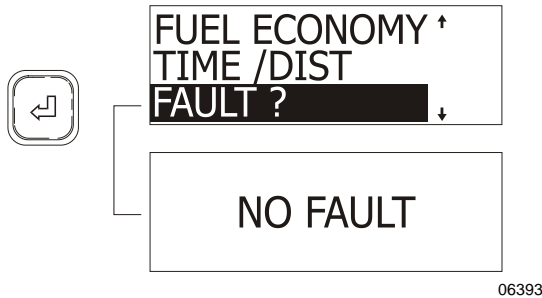 FUEL ECONOMY
TIME /DIST
FAULT ?
NO FAULT
06393